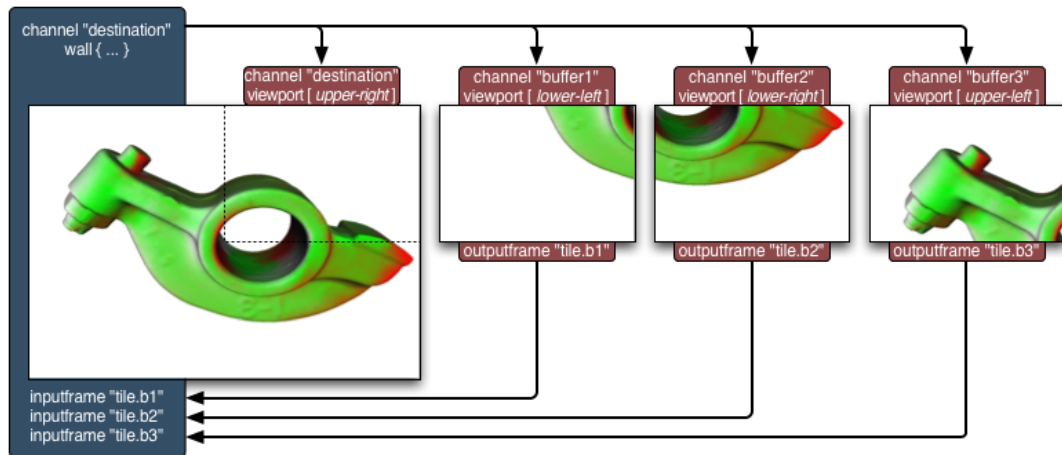 channel "destination"
wall { ... }
channel "destination"
viewport [ upper-right ]
channel "buffer1"
viewport [ lower-left ]
channel "buffer2"
viewport [ lower-right ]
channel "buffer3"
viewport [ upper-left ]
outputframe "tile.b1"
outputframe "tile.b2"
outputframe "tile.b3"
inputframe "tile.b1"
inputframe "tile.b2"
inputframe "tile.b3"